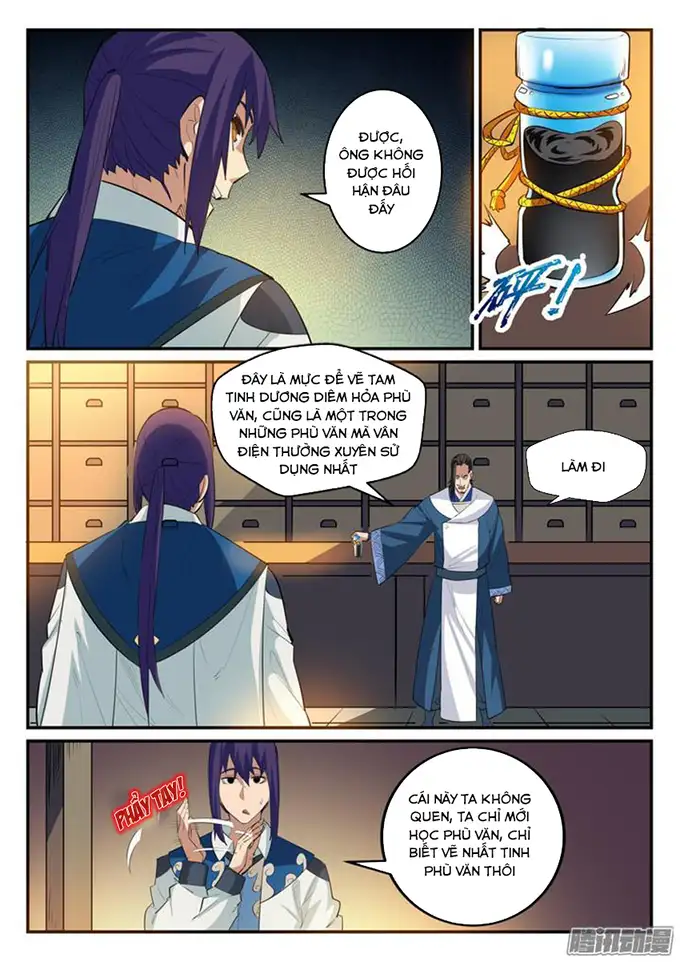 ĐƯỢC,
ÔNG KHÔNG
ĐƯỢC HỐI
HẬN ĐÂU
ĐẤY
砰!
ĐÂY LÀ MỰC ĐỂ VẼ TAM
TINH DƯƠNG DIÊM HỎA PHÙ
VĂN, CŨNG LÀ MỘT TRONG
NHỮNG PHÙ VĂN MÀ VÂN
ĐIỆN THƯỜNG XUYÊN SỬ
DỤNG NHẤT
LÀM ĐI
PHẨY TAY!
CÁI NÀY TA KHÔNG
QUEN, TA CHỈ MỚI
HỌC PHÙ VĂN, CHỈ
BIẾT VẼ NHẤT TINH
PHÙ VĂN THÔI
腾讯动漫